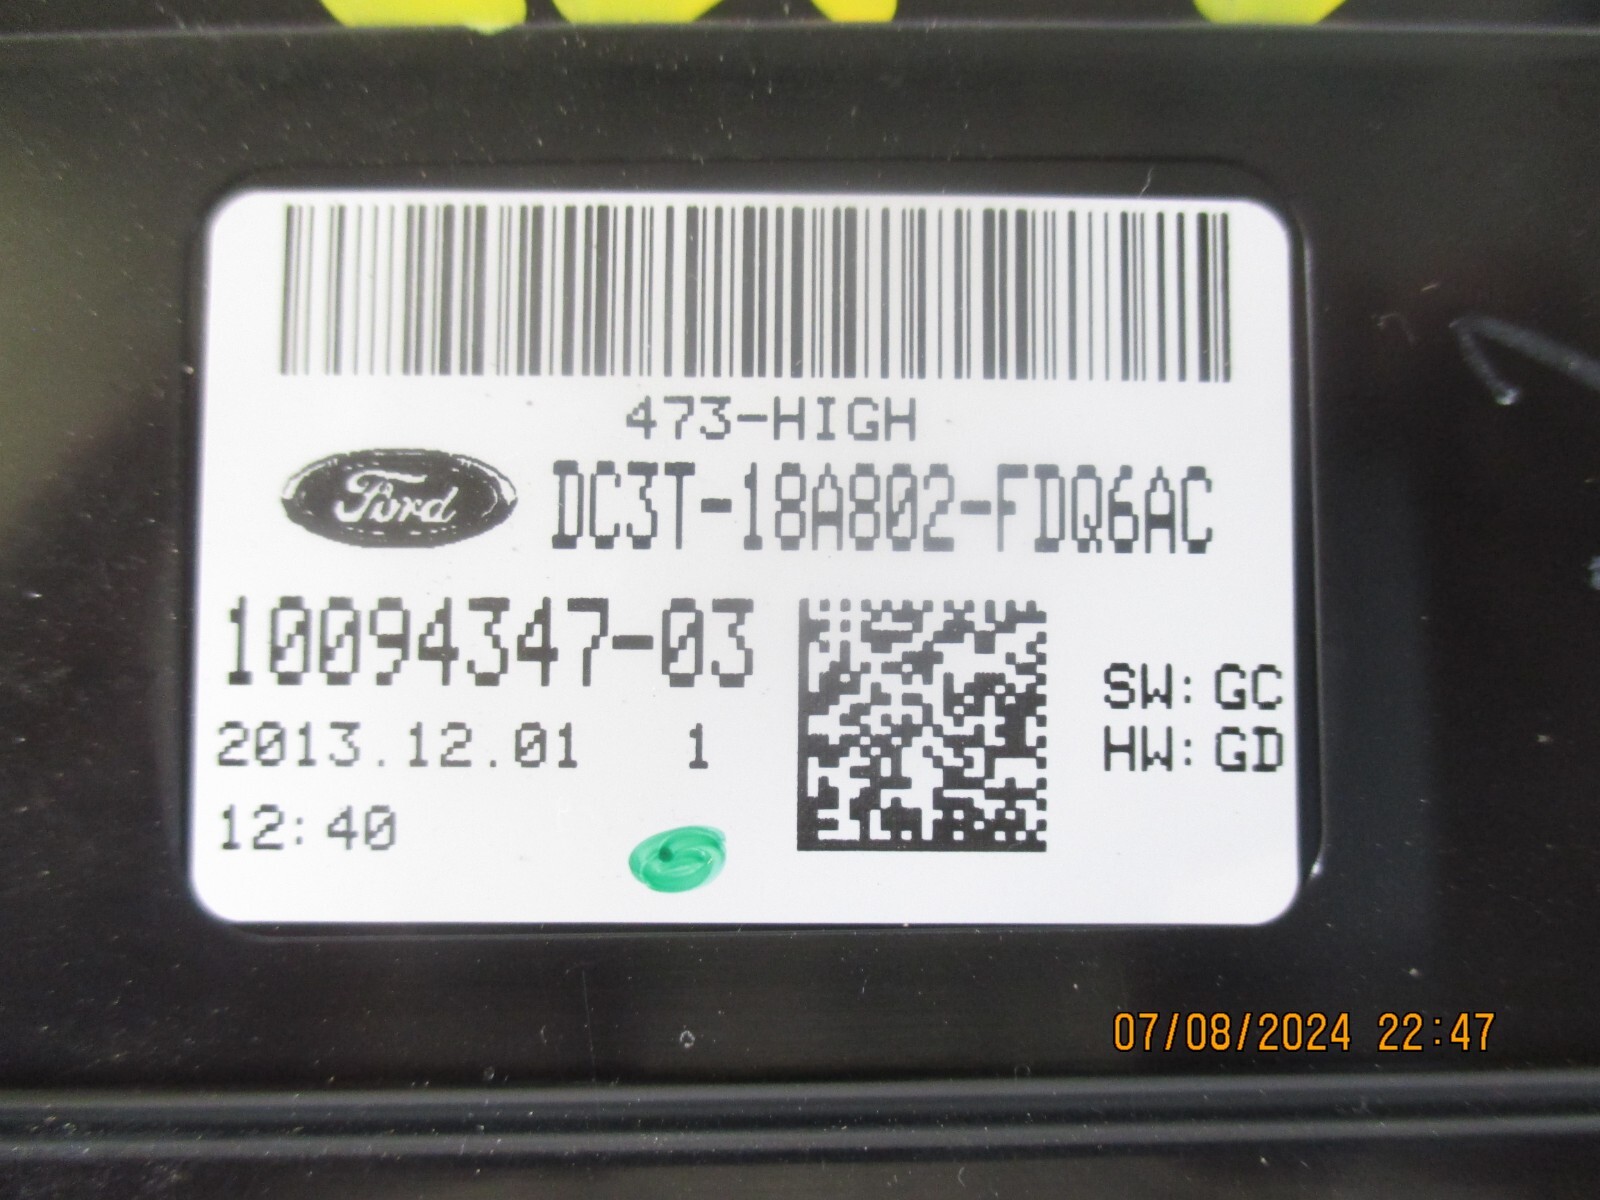 473-HIGH
Ford DC3T-18A802-FDQ6AC
10094347-03
SW:GC
2013.12.01 1
HW:GD
12:40
07/08/2024 22:47